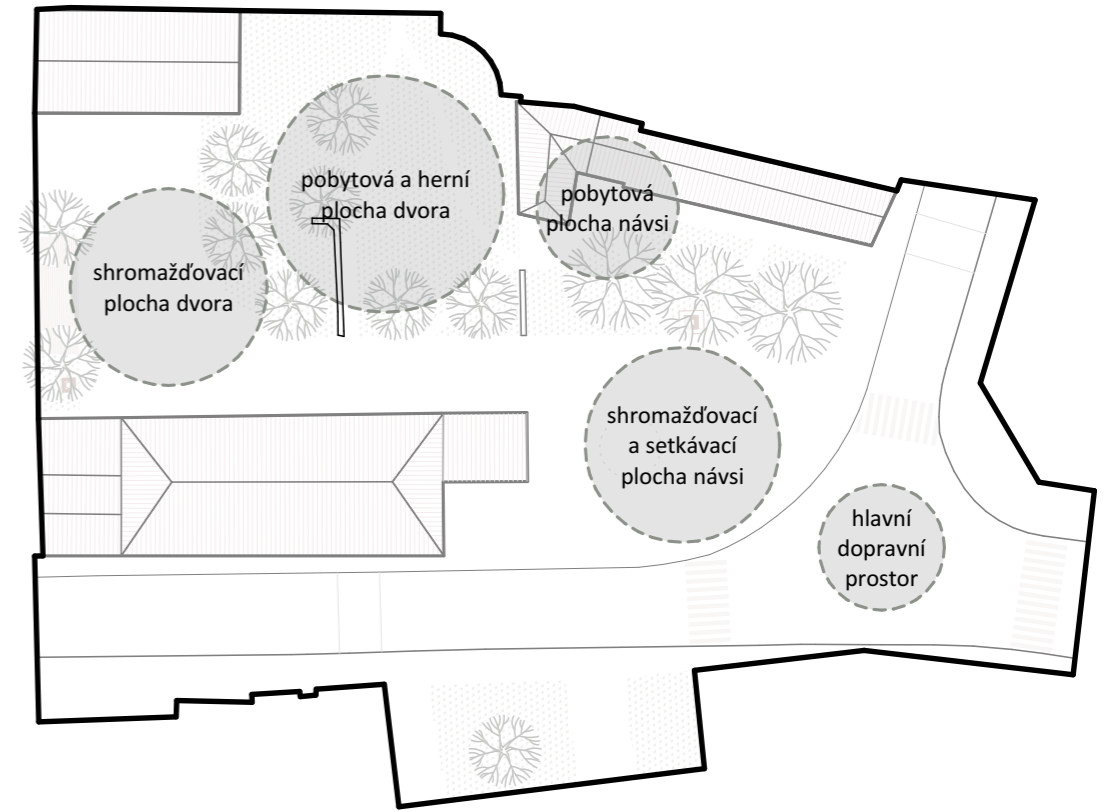 pobytová a herní
plocha dvora
pobytová
plocha návsi
shromažďovací
plocha dvora
shromažďovací
a setkávací
plocha návsi
hlavní
dopravní
prostor